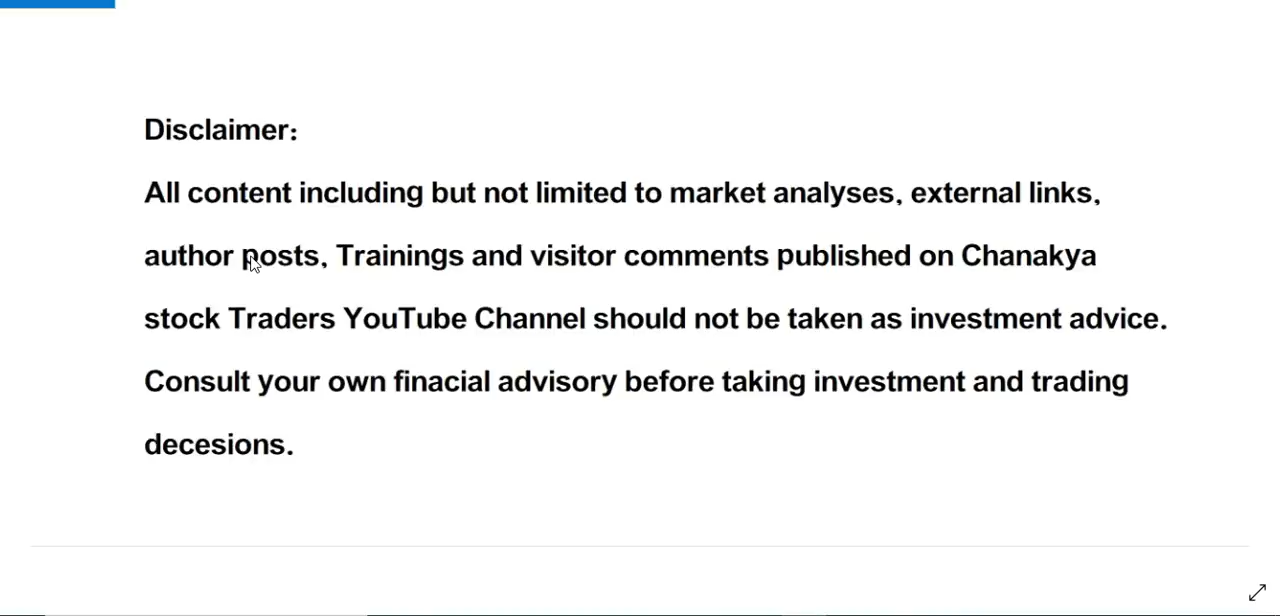 Disclaimer:
All content including but not limited to market analyses, external links,
author posts, Trainings and visitor comments published on Chanakya
stock Traders YouTube Channel should not be taken as investment advice.
Consult your own finacial advisory before taking investment and trading
decesions.